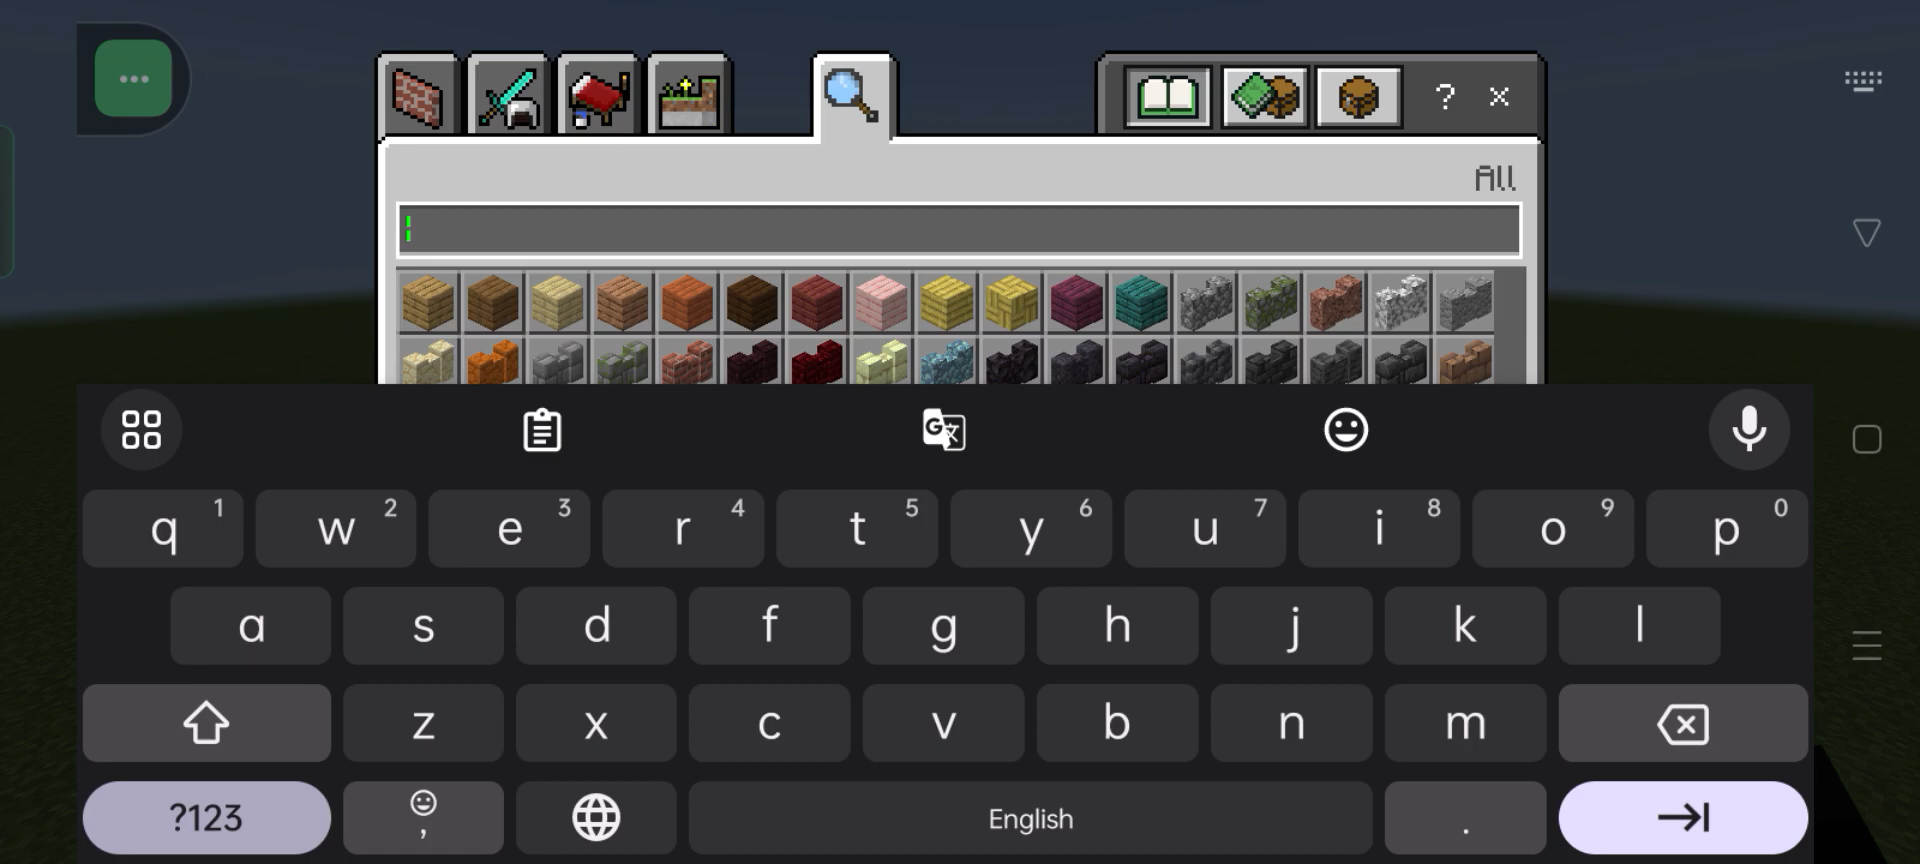 ? ×
All
q 1 w 2 e 3 r 4 t 5 y 6 u 7 i 8 o 9 p 0
a s d f g h j k l
z x c v b n m
?123 , English .